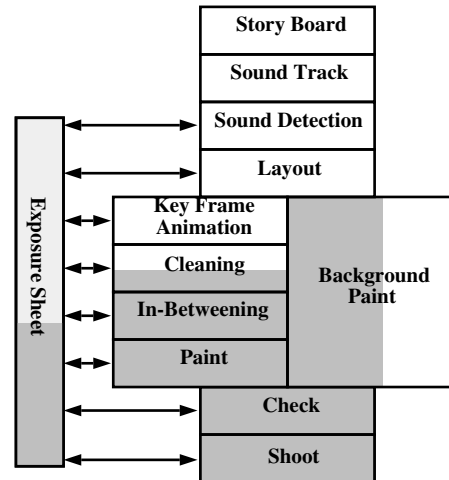 Story Board
Sound Track
Sound Detection
Layout
Exposure Sheet
Key Frame
Animation
Cleaning
Background
Paint
In-Betweening
Paint
Check
Shoot